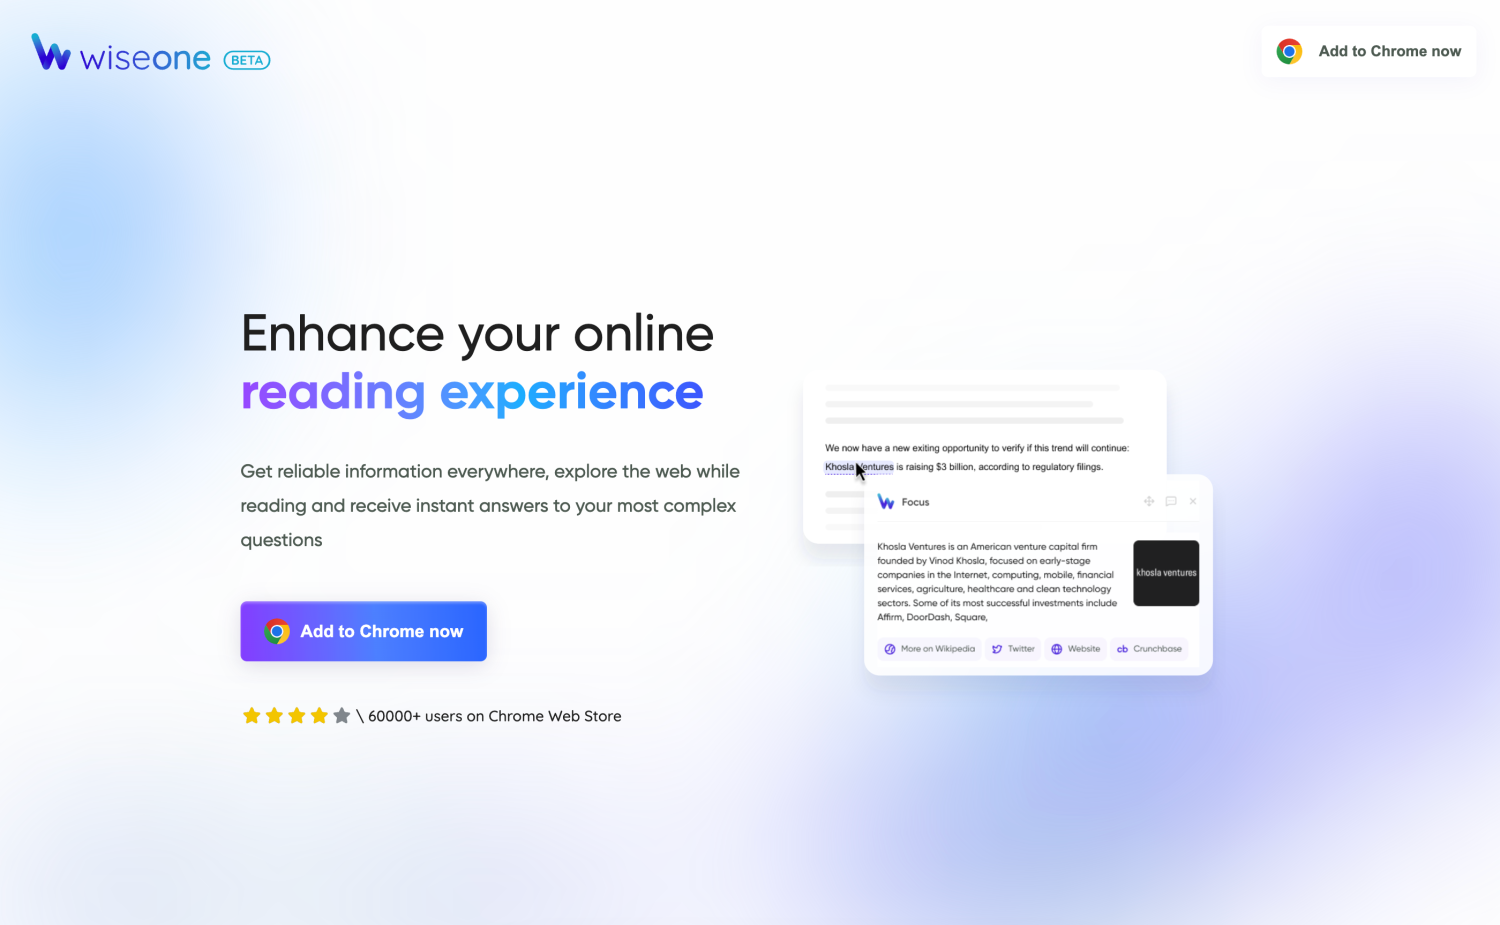 wiseone BETA
Add to Chrome now
Enhance your online
reading experience
Get reliable information everywhere, explore the web while
reading and receive instant answers to your most complex
questions
Add to Chrome now
\ 60000+ users on Chrome Web Store
We now have a new exiting opportunity to verify if this trend will continue:
Khosla Ventures is raising $3 billion, according to regulatory filings.
Focus
Khosla Ventures is an American venture capital firm
founded by Vinod Khosla, focused on early-stage
companies in the Internet, computing, mobile, financial
services, agriculture, healthcare and clean technology
sectors. Some of its most successful investments include
Affirm, DoorDash, Square,
khosla ventures
More on Wikipedia
Twitter
Website
cb Crunchbase